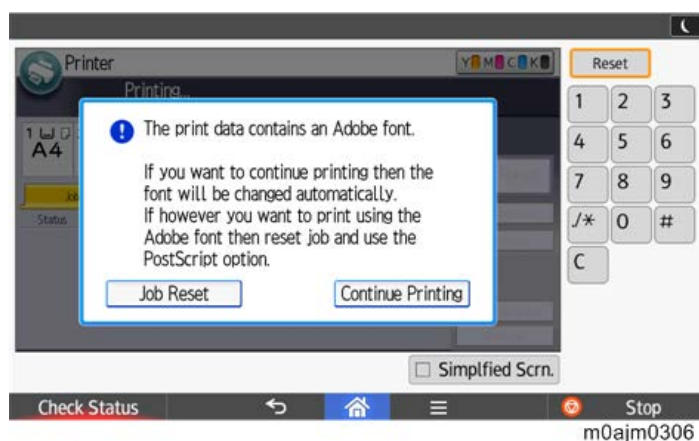 Printer
Y M C K
Reset
Printing...
The print data contains an Adobe font.
If you want to continue printing then the
font will be changed automatically.
If however you want to print using the
Adobe font then reset job and use the
PostScript option.
Job Reset
Continue Printing
1
A4
Job
Status
1 2 3
4 5 6
7 8 9
./* 0 #
C
Simplfied Scrn.
Check Status
Stop
m0ajm0306